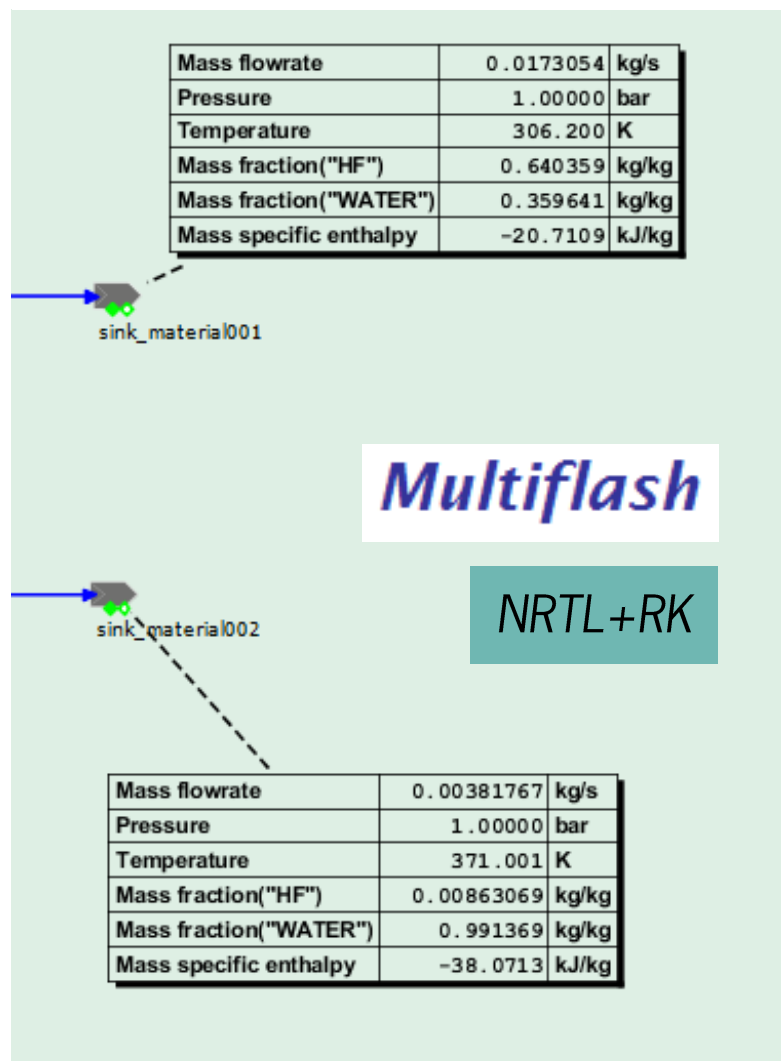 Mass flowrate 0.0173054 kg/s
Pressure 1.00000 bar
Temperature 306.200 K
Mass fraction("HF") 0.640359 kg/kg
Mass fraction("WATER") 0.359641 kg/kg
Mass specific enthalpy -20.7109 kJ/kg
sink_material001
Multiflash
NRTL+RK
sink_material002
Mass flowrate 0.00381767 kg/s
Pressure 1.00000 bar
Temperature 371.001 K
Mass fraction("HF") 0.00863069 kg/kg
Mass fraction("WATER") 0.991369 kg/kg
Mass specific enthalpy -38.0713 kJ/kg